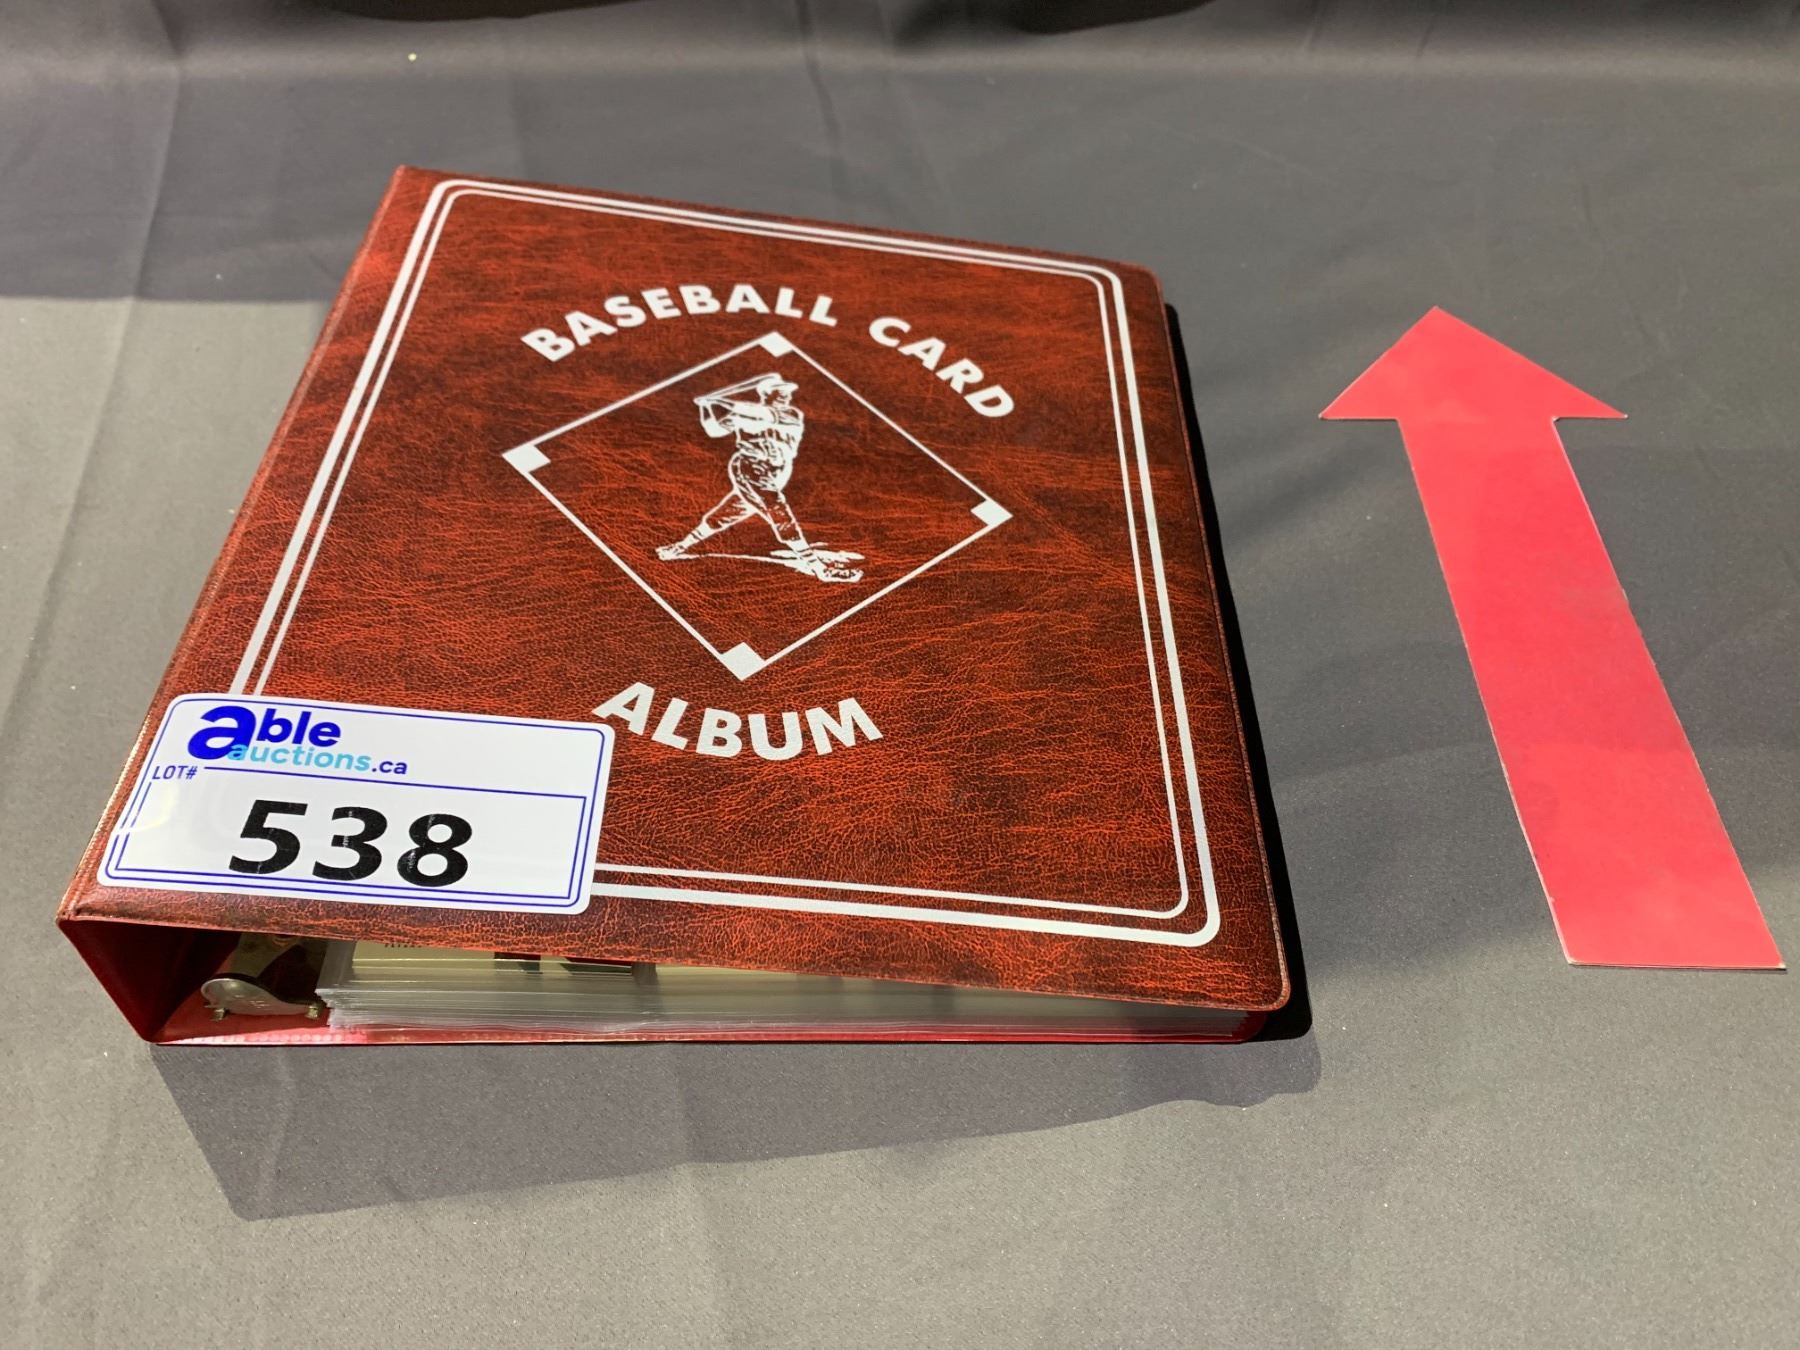 BASEBALL CARD
ALBUM
able
auctions.ca
LOT#
538